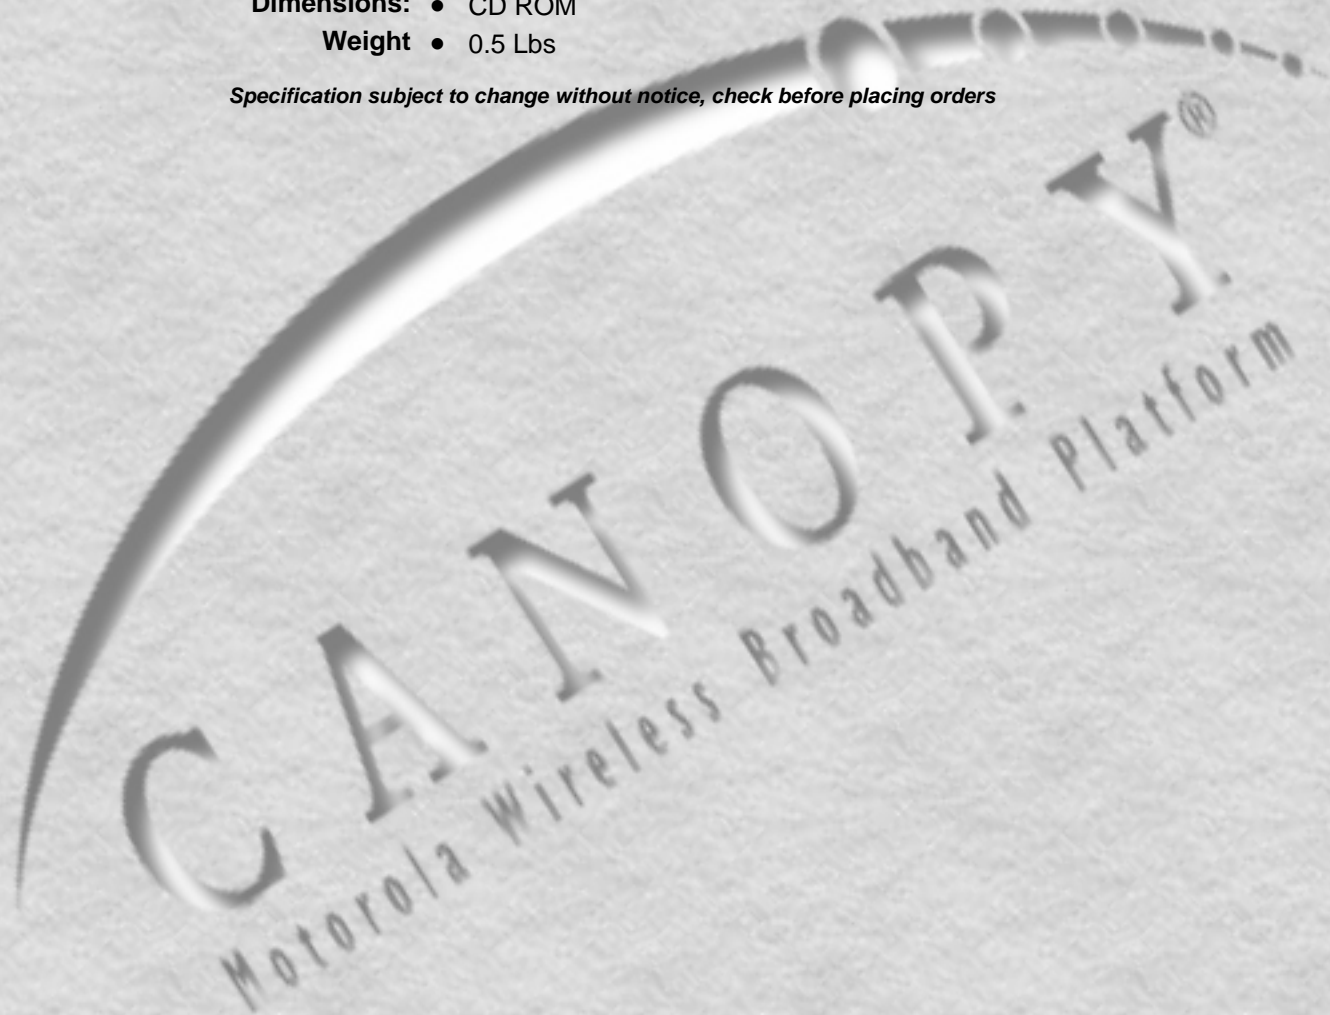 Dimensions: ● CD ROM
Weight ● 0.5 Lbs
Specification subject to change without notice, check before placing orders
CANOPY®
Motorola Wireless Broadband Platform